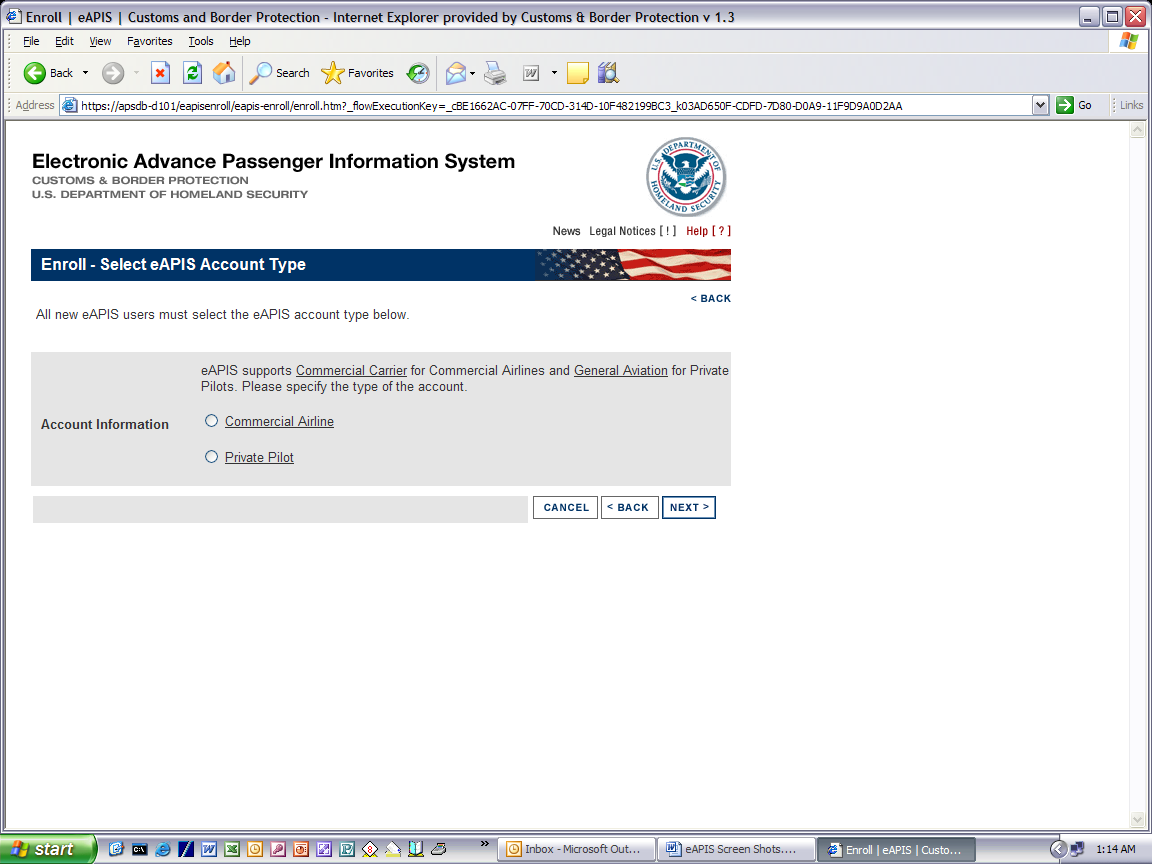 Enroll | eAPIS | Customs and Border Protection - Internet Explorer provided by Customs & Border Protection v 1.3
File Edit View Favorites Tools Help
Back Search Favorites
Address https://apsdb-d101/eapisenroll/eapis-enroll/enroll.htm?_flowExecutionKey=_cBE1662AC-07FF-70CD-314D-10F482199BC3_k03AD650F-CDFD-7D80-D0A9-11F9D9A0D2AA Go Links
Electronic Advance Passenger Information System
CUSTOMS & BORDER PROTECTION
U.S. DEPARTMENT OF HOMELAND SECURITY
U.S. DEPARTMENT OF HOMELAND SECURITY
News Legal Notices [ ! ] Help [ ? ]
Enroll - Select eAPIS Account Type
< BACK
All new eAPIS users must select the eAPIS account type below.
eAPIS supports Commercial Carrier for Commercial Airlines and General Aviation for Private
Pilots. Please specify the type of the account.
Account Information
Commercial Airline
Private Pilot
CANCEL < BACK NEXT >
start Inbox - Microsoft Out... eAPIS Screen Shots.... Enroll | eAPIS | Custo... 1:14 AM